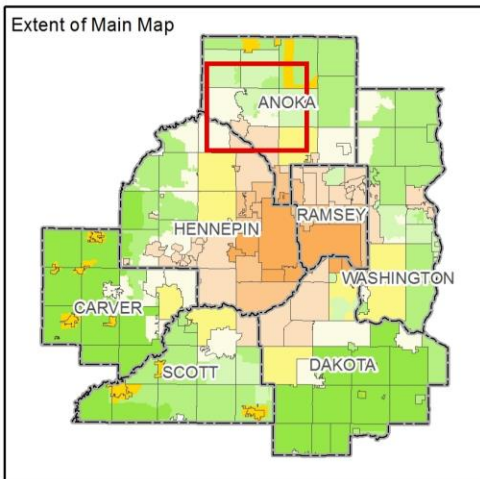 Extent of Main Map
ANOKA
HENNEPIN
RAMSEY
WASHINGTON
CARVER
SCOTT
DAKOTA